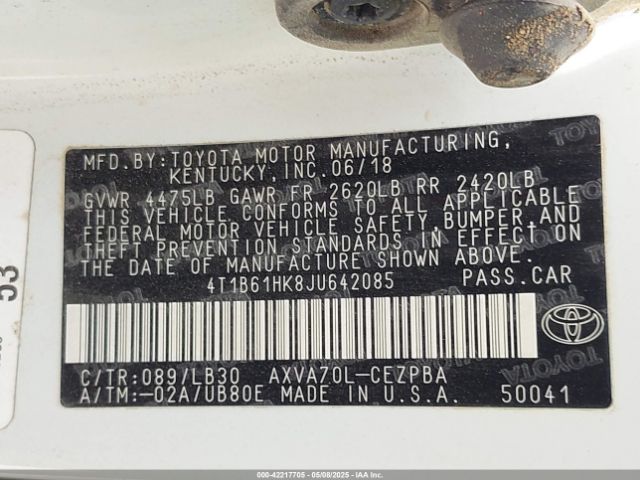 MFD.BY:TOYOTA MOTOR MANUFACTURING,
KENTUCKY,INC.06/18
GVWR 4475LB GAWR FR 2620LB RR 2420LB
THIS VEHICLE CONFORMS TO ALL APPLICABLE
FEDERAL MOTOR VEHICLE SAFETY, BUMPER, AND
THEFT PREVENTION STANDARDS IN EFFECT ON
THE DATE OF MANUFACTURE SHOWN ABOVE.
4T1B61HK8JU642085 PASS.CAR
C/TR:089/LB30 AXVA70L-CEZPBA
A/TM:-02A/UB80E MADE IN U.S.A. 50041
TOYOTA
53
000-42217705 - 05/08/2025 - COPYRIGHT IAA